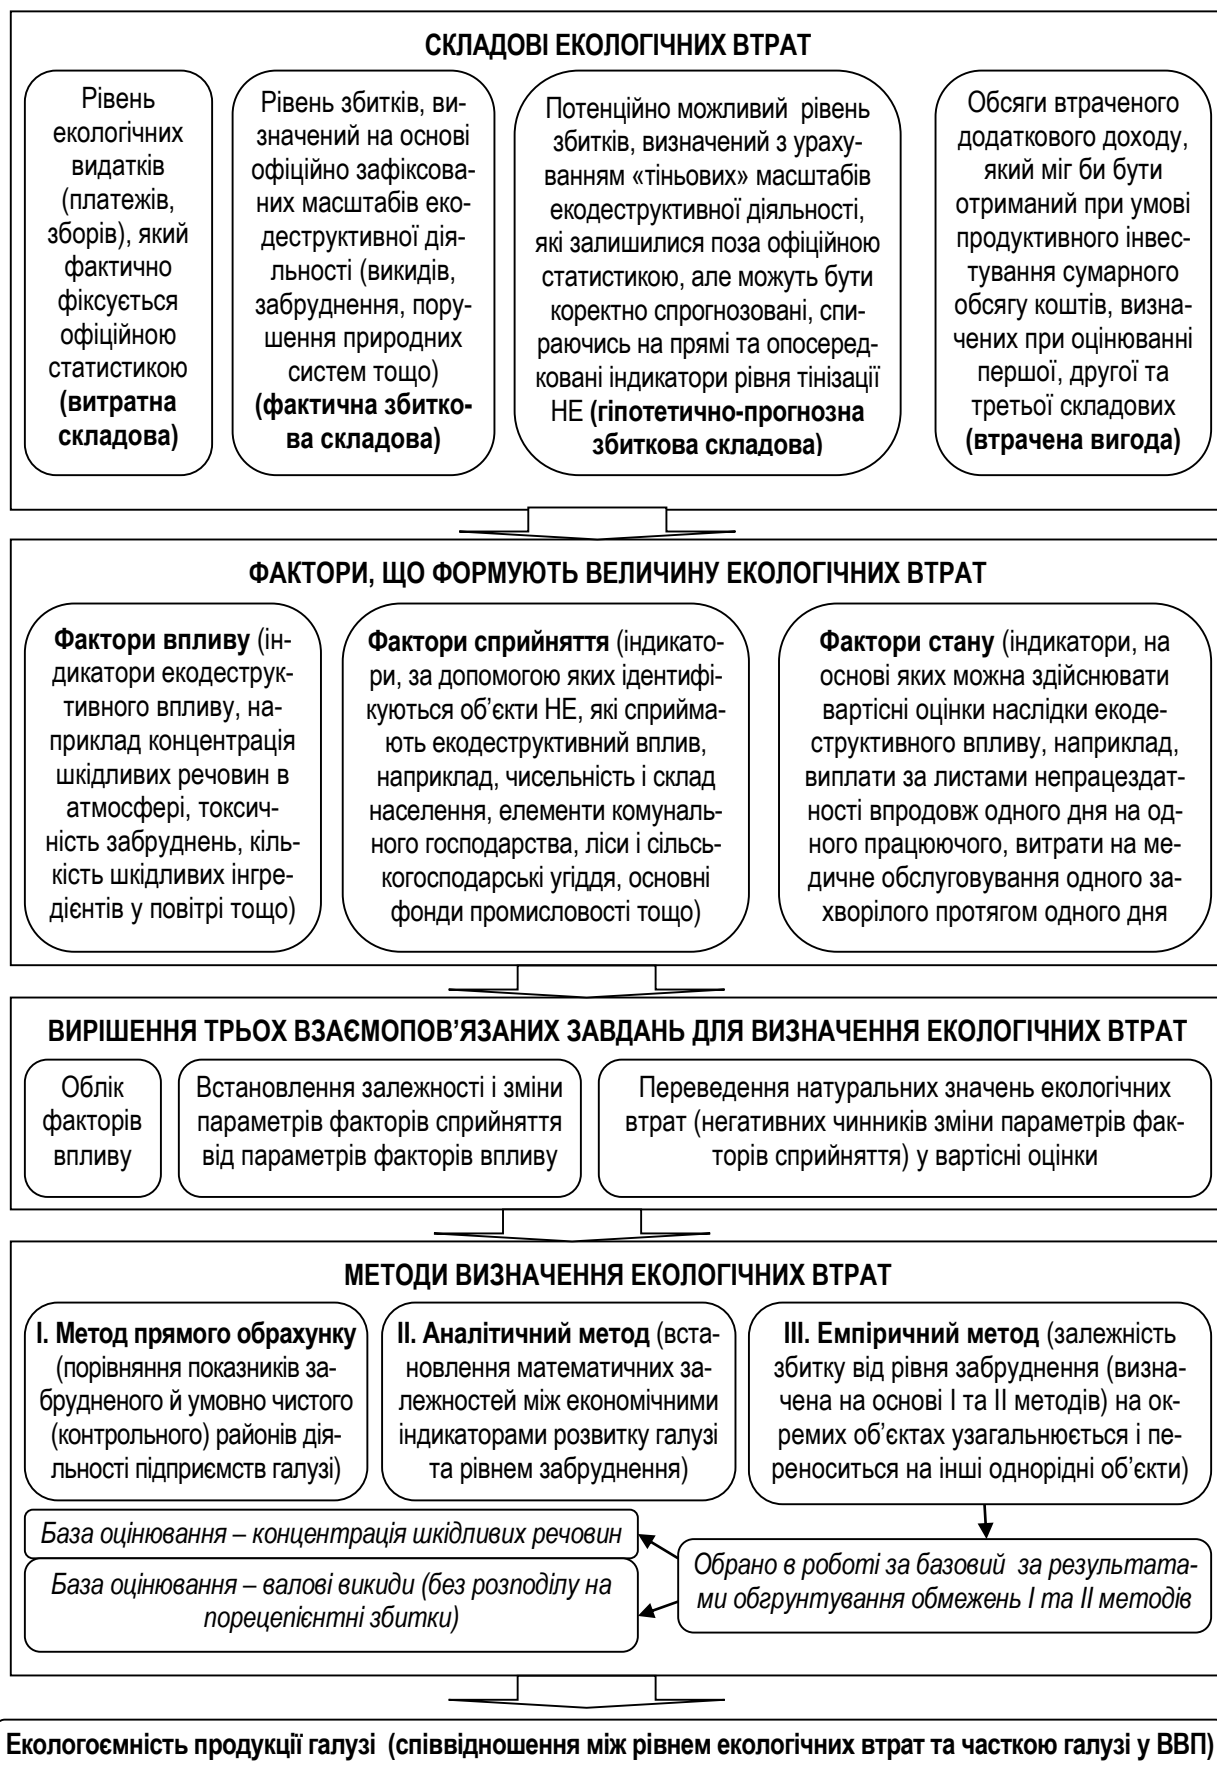 СКЛАДОВІ ЕКОЛОГІЧНИХ ВТРАТ
Рівень
екологічних
видатків
(платежів,
зборів), який
фактично
фіксується
офіційною
статистикою
(витратна
складова)
Рівень збитків, ви-
значений на основі
офіційно зафіксова-
них масштабів еко-
деструктивної дія-
льності (викидів,
забруднення, пору-
шення природних
систем тощо)
(фактична збитко-
ва складова)
Потенційно можливий рівень
збитків, визначений з ураху-
ванням «тіньових» масштабів
екодеструктивної діяльності,
які залишилися поза офіційною
статистикою, але можуть бути
коректно спрогнозовані, спи-
раючись на прямі та опосеред-
ковані індикатори рівня тінізації
НЕ (гіпотетично-прогнозна
збиткова складова)
Обсяги втраченого
додаткового доходу,
який міг би бути
отриманий при умові
продуктивного інвес-
тування сумарного
обсягу коштів, визна-
чених при оцінюванні
першої, другої та
третьої складових
(втрачена вигода)
ФАКТОРИ, ЩО ФОРМУЮТЬ ВЕЛИЧИНУ ЕКОЛОГІЧНИХ ВТРАТ
Фактори впливу (ін-
дикатори екодеструк-
тивного впливу, на-
приклад концентрація
шкідливих речовин в
атмосфері, токсич-
ність забруднень, кіль-
кість шкідливих інгре-
дієнтів у повітрі тощо)
Фактори сприйняття (індикато-
ри, за допомогою яких ідентифі-
куються об’єкти НЕ, які сприйма-
ють екодеструктивний вплив,
наприклад, чисельність і склад
населення, елементи комуналь-
ного господарства, ліси і сільсь-
когосподарські угіддя, основні
фонди промисловості тощо)
Фактори стану (індикатори, на
основі яких можна здійснювати
вартісні оцінки наслідки екоде-
структивного впливу, наприклад,
виплати за листами непрацездат-
ності впродовж одного дня на од-
ного працюючого, витрати на ме-
дичне обслуговування одного за-
хворілого протягом одного дня
ВИРІШЕННЯ ТРЬОХ ВЗАЄМОПОВ’ЯЗАНИХ ЗАВДАНЬ ДЛЯ ВИЗНАЧЕННЯ ЕКОЛОГІЧНИХ ВТРАТ
Облік
факторів
впливу
Встановлення залежності і зміни
параметрів факторів сприйняття
від параметрів факторів впливу
Переведення натуральних значень екологічних
втрат (негативних чинників зміни параметрів фак-
торів сприйняття) у вартісні оцінки
МЕТОДИ ВИЗНАЧЕННЯ ЕКОЛОГІЧНИХ ВТРАТ
І. Метод прямого обрахунку
(порівняння показників за-
брудненого й умовно чистого
(контрольного) районів дія-
льності підприємств галузі)
ІІ. Аналітичний метод (вста-
новлення математичних за-
лежностей між економічними
індикаторами розвитку галузі
та рівнем забруднення)
ІІІ. Емпіричний метод (залежність
збитку від рівня забруднення (визна-
чена на основі І та ІІ методів) на ок-
ремих об’єктах узагальнюється і пе-
реноситься на інші однорідні об’єкти)
База оцінювання – концентрація шкідливих речовин
База оцінювання – валові викиди (без розподілу на
порецепієнтні збитки)
Обрано в роботі за базовий за результата-
ми обгрунтування обмежень І та ІІ методів
Екологоємність продукції галузі (співвідношення між рівнем екологічних втрат та часткою галузі у ВВП)